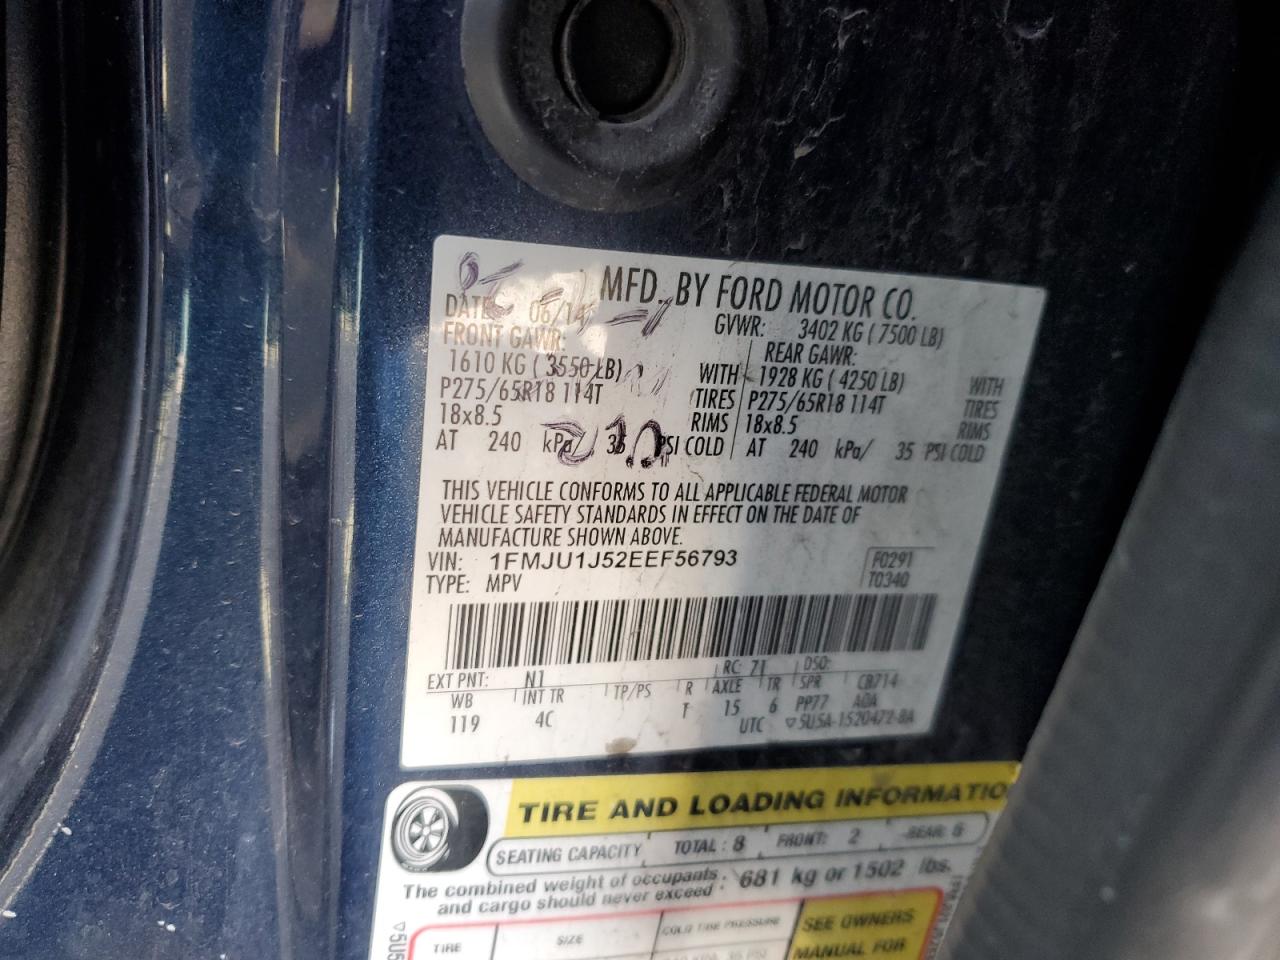 MFD. BY FORD MOTOR CO.
DATE: 06/14 GVWR: 3402 KG ( 7500 LB)
FRONT GAWR: REAR GAWR:
1610 KG ( 3550 LB) WITH 1928 KG ( 4250 LB) WITH
P275/65R18 114T TIRES P275/65R18 114T TIRES
18x8.5 RIMS 18x8.5 RIMS
AT 240 kPa/ 35 PSI COLD AT 240 kPa/ 35 PSI COLD
THIS VEHICLE CONFORMS TO ALL APPLICABLE FEDERAL MOTOR
VEHICLE SAFETY STANDARDS IN EFFECT ON THE DATE OF
MANUFACTURE SHOWN ABOVE.
VIN: 1FMJU1J52EEF56793 F0291
TYPE: MPV T0340
EXT PNT: N1 RC: 71 DSO:
WB INT TR TP/PS R AXLE TR SPR CB714
119 4C T 15 6 PP77 AOA
UTC ▽5U5A-1520472-BA
TIRE AND LOADING INFORMATIO
SEATING CAPACITY TOTAL : 8 FRONT: 2 REAR: 6
The combined weight of occupants : 681 kg or 1502 lbs.
and cargo should never exceed :
TIRE SIZE COLD TIRE PRESSURE SEE OWNERS
MANUAL FOR
▽5U5